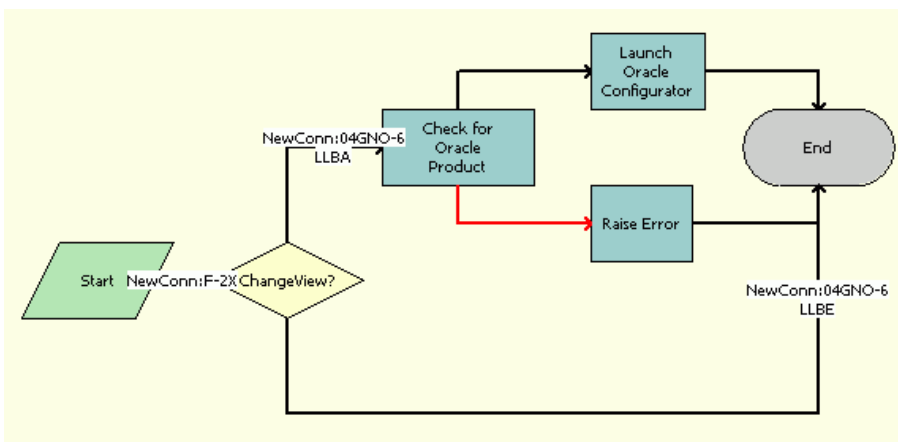 Launch
Oracle
Configurator
NewConn:04GNO-6
LLBA
Check for
Oracle
Product
End
Raise Error
Start
NewConn:F-2X
ChangeView?
NewConn:04GNO-6
LLBE